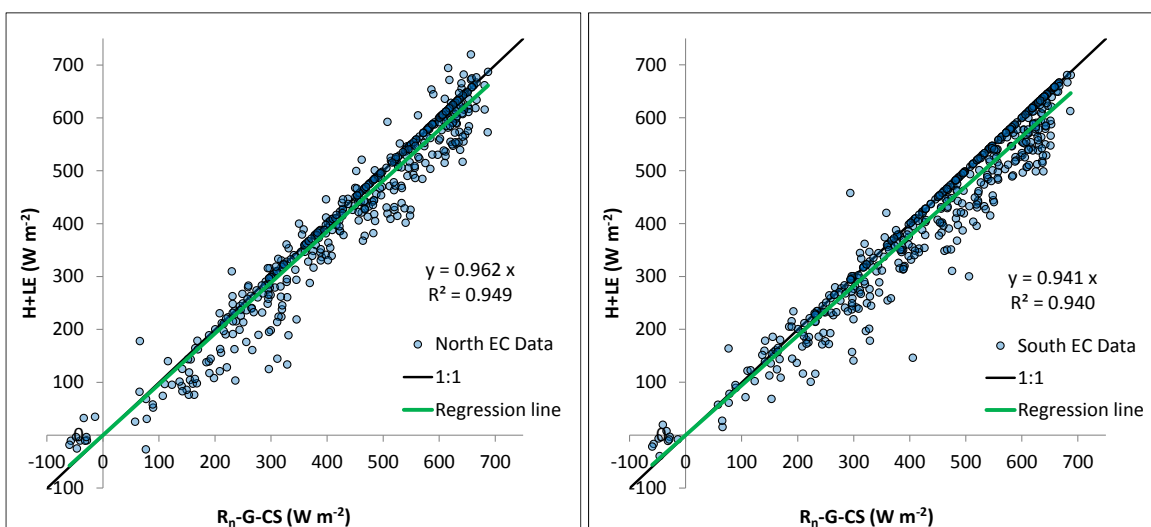 700
600
500
400
300
200
100
0
-100
-100 0 100 200 300 400 500 600 700
H+LE (W m-2)
Rn-G-CS (W m-2)
y = 0.962 x
R² = 0.949
North EC Data
1:1
Regression line
700
600
500
400
300
200
100
0
-100
-100 0 100 200 300 400 500 600 700
H+LE (W m-2)
Rn-G-CS (W m-2)
y = 0.941 x
R² = 0.940
South EC Data
1:1
Regression line